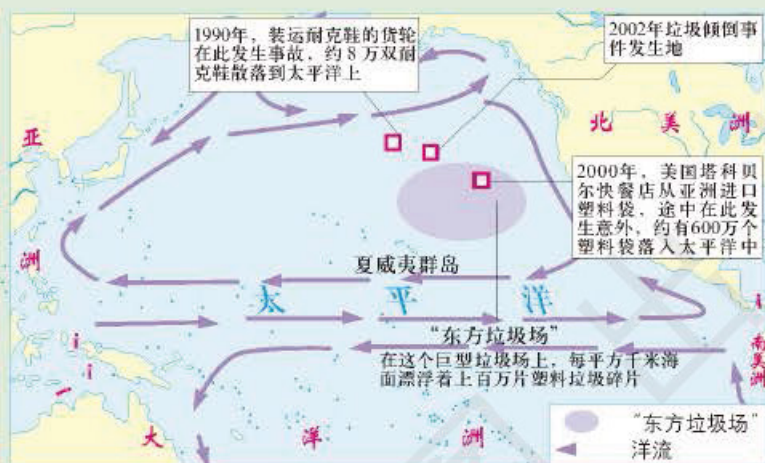 1990年，装运耐克鞋的货轮
在此发生事故，约8万双耐
克鞋散落到太平洋上
2002年垃圾倾倒事
件发生地
亚
洲
北 美 洲
2000年，美国塔科贝
尔快餐店从亚洲进口
塑料袋，途中在此发
生意外，约有600万个
塑料袋落入太平洋中
夏威夷群岛
太 平 洋
“东方垃圾场”
在这个巨型垃圾场上，每平方千米海
面漂浮着上百万片塑料垃圾碎片
南
美
洲
大 洋 洲
“东方垃圾场”
洋流